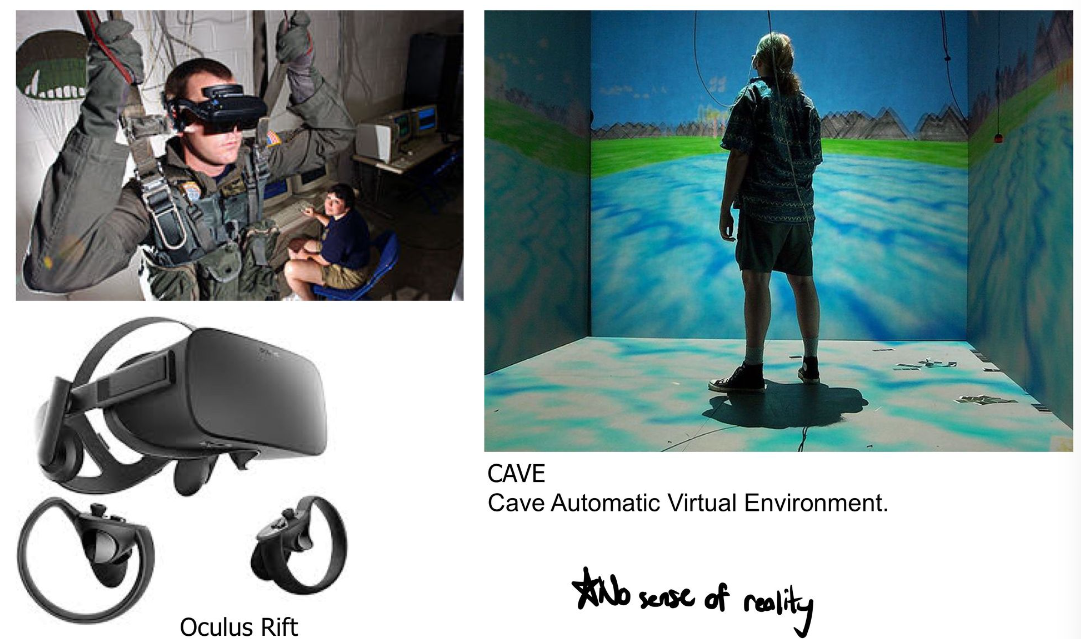 CAVE
Cave Automatic Virtual Environment.
☆No sense of reality
Oculus Rift